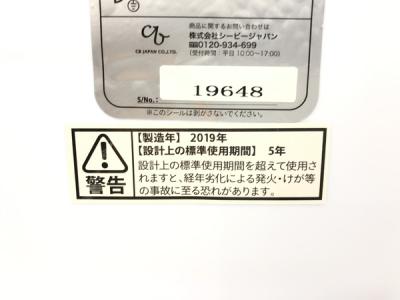 商品に関するお問い合わせは
株式会社シービージャパン
☎0120-934-699
(受付時間：平日 10:00〜17:00)
cb
CB JAPAN CO.,LTD.
S/No.: 19648
※このシールは剥がさないでください。
【製造年】 2019年
【設計上の標準使用期間】 5年
設計上の標準使用期間を超えて使用さ
れますと、経年劣化による発火・けが等
の事故に至る恐れがあります。
警告